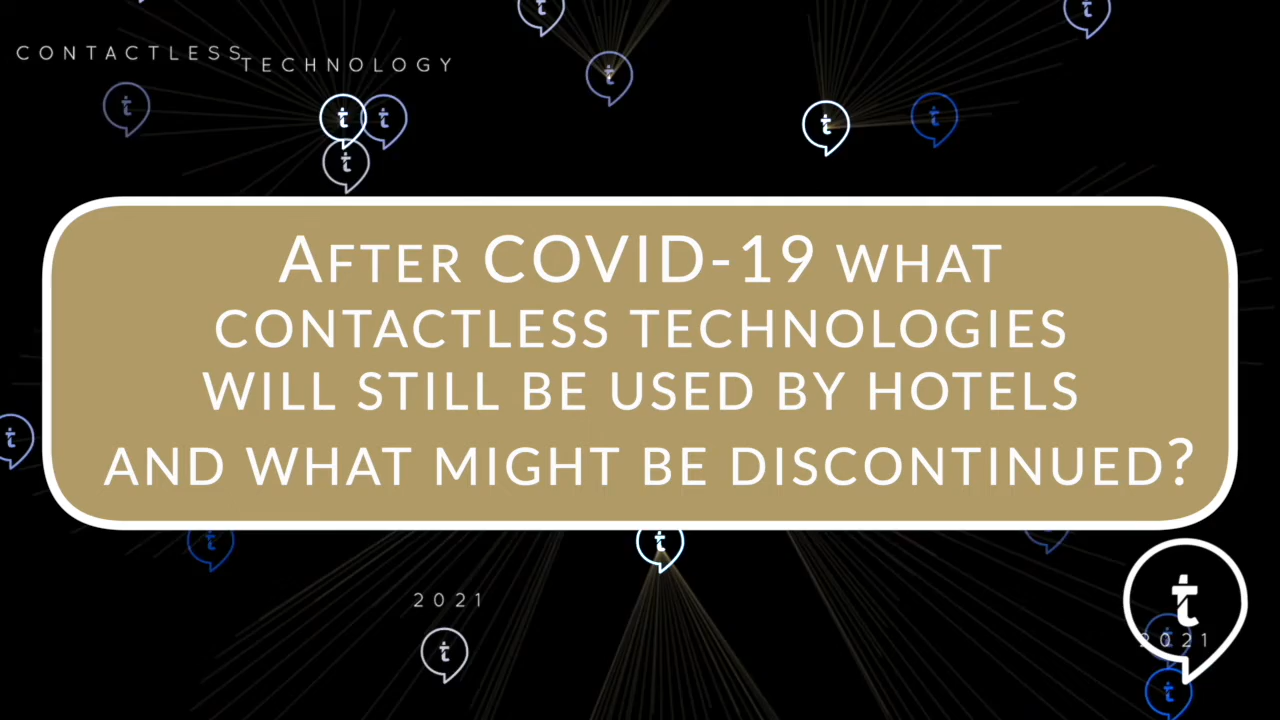 CONTACTLESS
TECHNOLOGY
AFTER COVID-19 WHAT
CONTACTLESS TECHNOLOGIES
WILL STILL BE USED BY HOTELS
AND WHAT MIGHT BE DISCONTINUED?
2021
2021